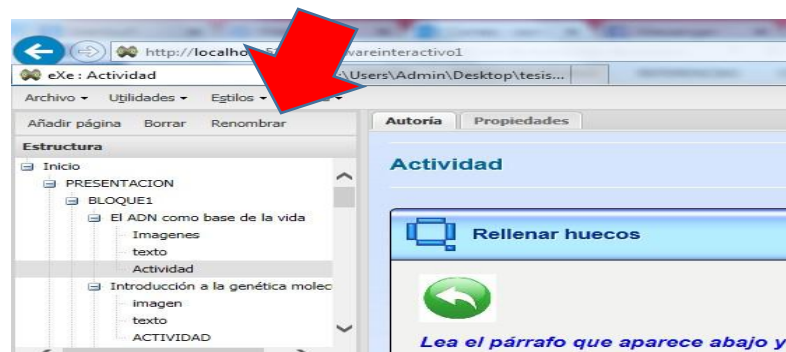 http://localho
vareinteractivo1
eXe : Actividad
\Users\Admin\Desktop\tesis...
Archivo Utilidades Estilos
Añadir página Borrar Renombrar
Autoría Propiedades
Estructura
Inicio
PRESENTACION
BLOQUE1
El ADN como base de la vida
Imagenes
texto
Actividad
Introducción a la genética molec
imagen
texto
ACTIVIDAD
Actividad
Rellenar huecos
Lea el párrafo que aparece abajo y